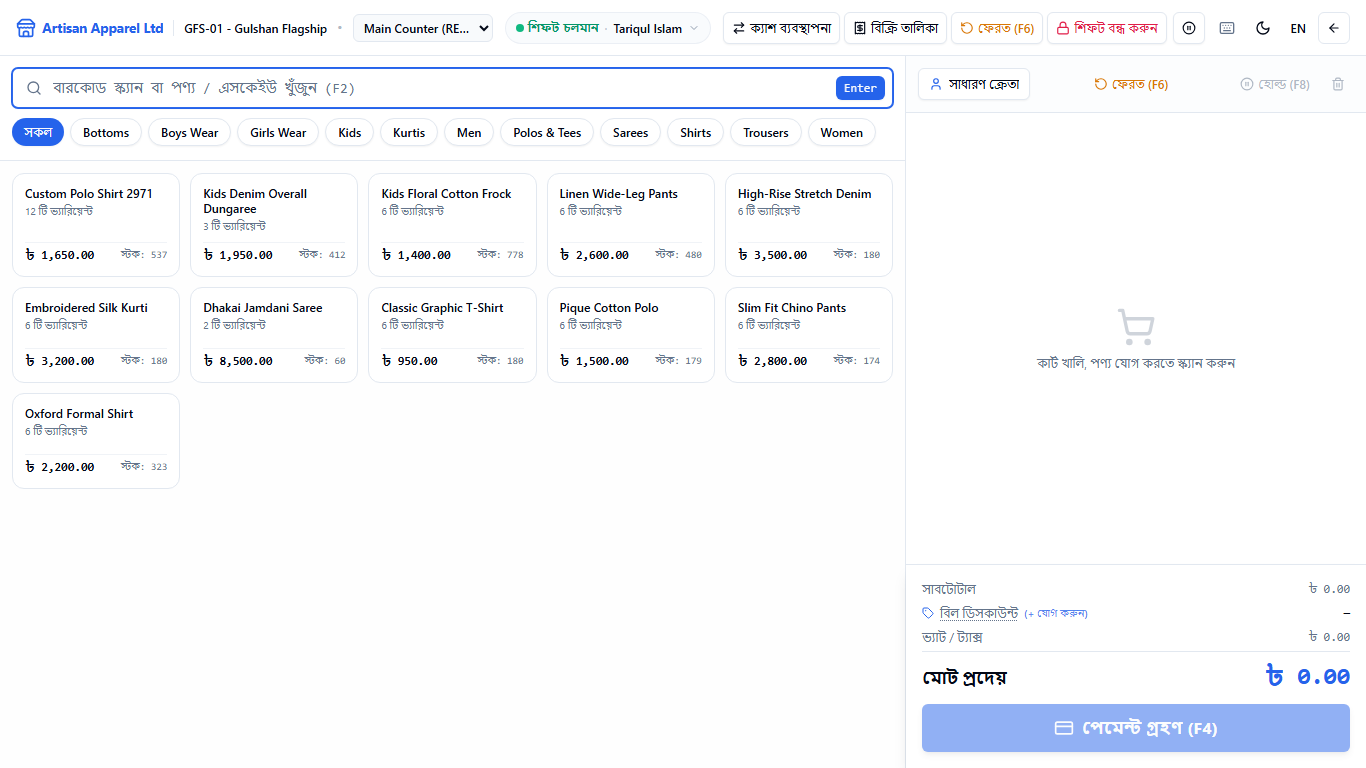 Artisan Apparel Ltd GFS-01 - Gulshan Flagship • Main Counter (RE... শিফট চলমান · Tariqul Islam ক্যাশ ব্যবস্থাপনা বিক্রি তালিকা ফেরত (F6) শিফট বন্ধ করুন EN
বারকোড স্ক্যান বা পণ্য / এসকেইউ খুঁজুন (F2) Enter
সকল Bottoms Boys Wear Girls Wear Kids Kurtis Men Polos & Tees Sarees Shirts Trousers Women
Custom Polo Shirt 2971
12 টি ভ্যারিয়েন্ট
৳ 1,650.00 স্টক: 537
Kids Denim Overall
Dungaree
3 টি ভ্যারিয়েন্ট
৳ 1,950.00 স্টক: 412
Kids Floral Cotton Frock
6 টি ভ্যারিয়েন্ট
৳ 1,400.00 স্টক: 778
Linen Wide-Leg Pants
6 টি ভ্যারিয়েন্ট
৳ 2,600.00 স্টক: 480
High-Rise Stretch Denim
6 টি ভ্যারিয়েন্ট
৳ 3,500.00 স্টক: 180
Embroidered Silk Kurti
6 টি ভ্যারিয়েন্ট
৳ 3,200.00 স্টক: 180
Dhakai Jamdani Saree
2 টি ভ্যারিয়েন্ট
৳ 8,500.00 স্টক: 60
Classic Graphic T-Shirt
6 টি ভ্যারিয়েন্ট
৳ 950.00 স্টক: 180
Pique Cotton Polo
6 টি ভ্যারিয়েন্ট
৳ 1,500.00 স্টক: 179
Slim Fit Chino Pants
6 টি ভ্যারিয়েন্ট
৳ 2,800.00 স্টক: 174
Oxford Formal Shirt
6 টি ভ্যারিয়েন্ট
৳ 2,200.00 স্টক: 323
সাধারণ ক্রেতা ফেরত (F6) হোল্ড (F8)
কার্ট খালি, পণ্য যোগ করতে স্ক্যান করুন
সাবটোটাল ৳ 0.00
বিল ডিসকাউন্ট (+ যোগ করুন) –
ভ্যাট / ট্যাক্স ৳ 0.00
মোট প্রদেয় ৳ 0.00
পেমেন্ট গ্রহণ (F4)